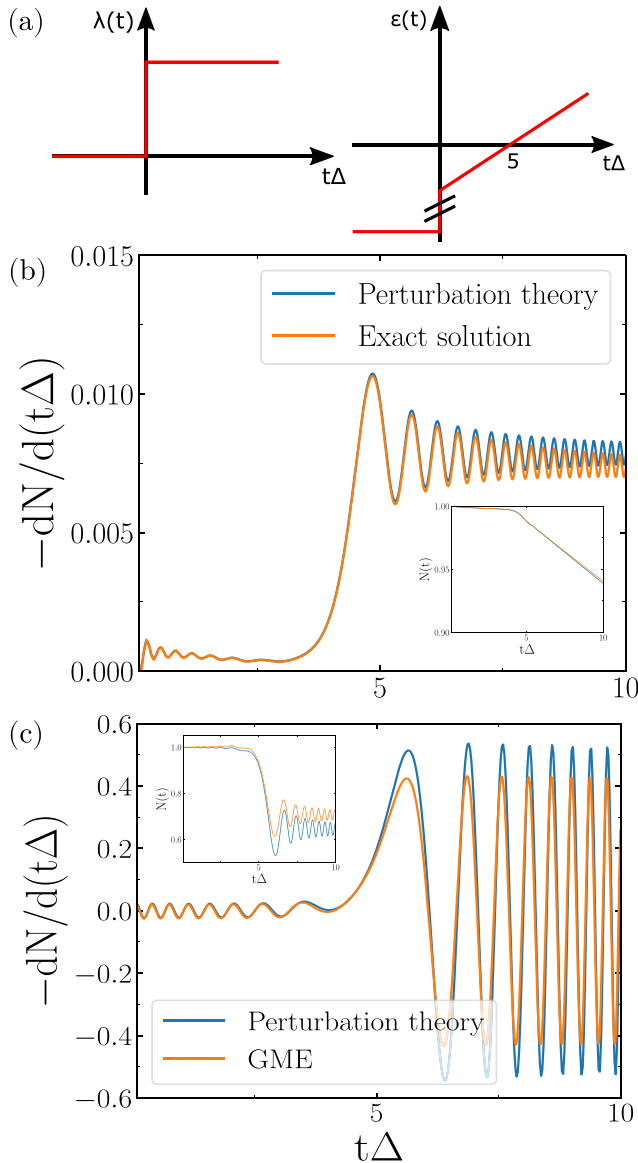 (a)
λ(t)
tΔ
ε(t)
5
tΔ
(b)
0.015
0.010
0.005
0.000
−dN/d(tΔ)
Perturbation theory
Exact solution
1.00
0.95
0.90
N(t)
0
5
10
tΔ
5
10
(c)
0.6
0.4
0.2
0.0
−0.2
−0.4
−0.6
−dN/d(tΔ)
1.0
0.8
0.6
N(t)
5
10
tΔ
Perturbation theory
GME
5
10
tΔ